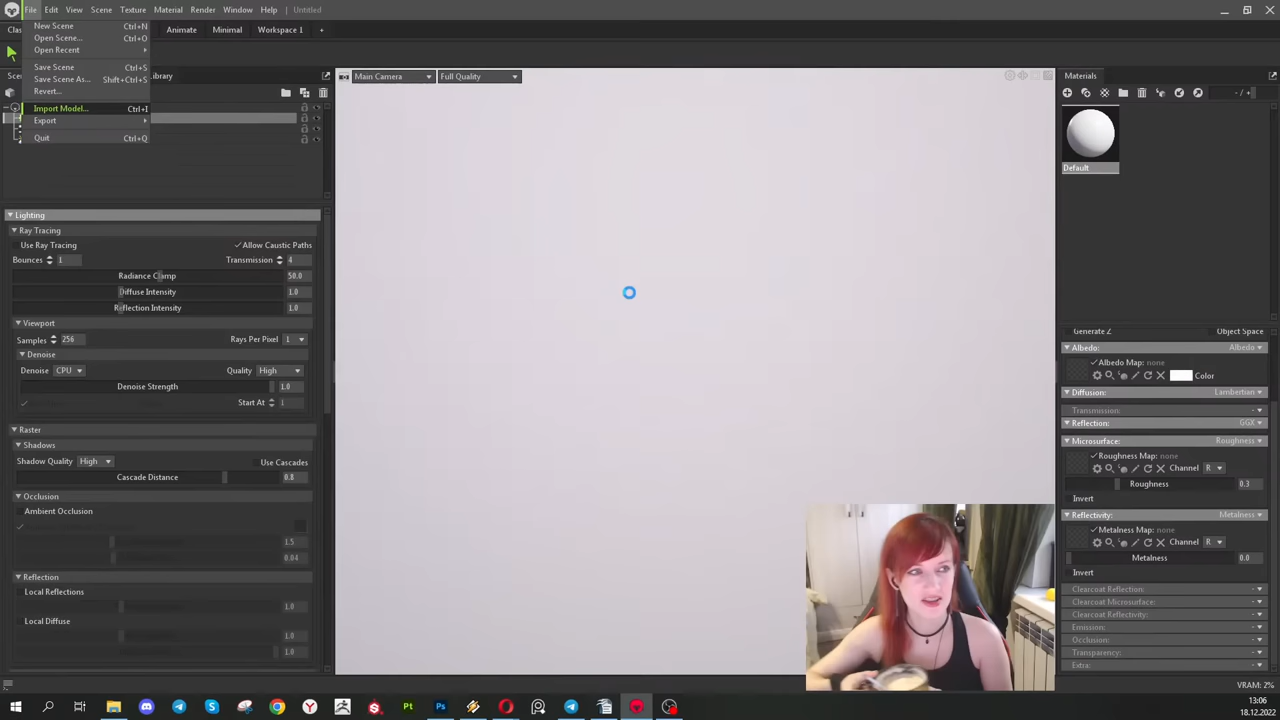 File Edit View Scene Texture Material Render Window Help Untitled
New Scene Ctrl+N
Open Scene... Ctrl+O
Open Recent
Save Scene Ctrl+S
Save Scene As... Shift+Ctrl+S
Revert...
Import Model... Ctrl+I
Export
Quit Ctrl+Q
Animate Minimal Workspace 1 +
Main Camera Full Quality
Lighting
Ray Tracing
Use Ray Tracing Allow Caustic Paths
Bounces 1 Transmission 4
Radiance Clamp 50.0
Diffuse Intensity 1.0
Reflection Intensity 1.0
Viewport
Samples 256 Rays Per Pixel 1
Denoise
Denoise CPU Quality High
Denoise Strength 1.0
Start At 1
Raster
Shadows
Shadow Quality High Use Cascades
Cascade Distance 0.8
Occlusion
Ambient Occlusion
1.5
0.04
Reflection
Local Reflections
1.0
Local Diffuse
1.0
1.0
Materials
- /
Default
Generate Z Object Space
Albedo: Albedo
Albedo Map: none
Color
Diffusion: Lambertian
Transmission: -
Reflection: GGX
Microsurface: Roughness
Roughness Map: none
Channel R
Roughness 0.3
Invert
Reflectivity: Metalness
Metalness Map: none
Channel R
Metalness 0.0
Invert
Clearcoat Reflection: -
Clearcoat Microsurface: -
Clearcoat Reflectivity: -
Emission: -
Occlusion: -
Transparency: -
Extra: -
VRAM: 2%
Pt Ps
13:06
18.12.2022